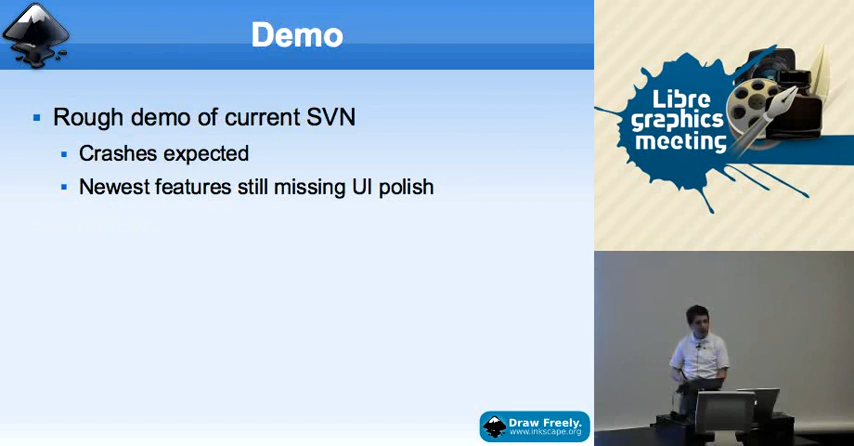 Demo
Rough demo of current SVN
Crashes expected
Newest features still missing UI polish
Draw Freely.
www.inkscape.org
Libre
graphics
meeting